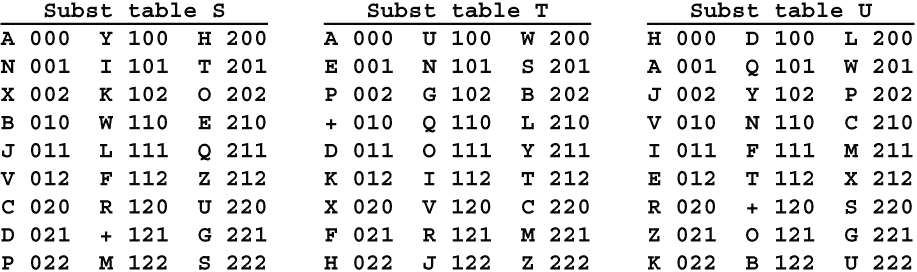 Subst table S Subst table T Subst table U
A 000 Y 100 H 200 A 000 U 100 W 200 H 000 D 100 L 200
N 001 I 101 T 201 E 001 N 101 S 201 A 001 Q 101 W 201
X 002 K 102 O 202 P 002 G 102 B 202 J 002 Y 102 P 202
B 010 W 110 E 210 + 010 Q 110 L 210 V 010 N 110 C 210
J 011 L 111 Q 211 D 011 O 111 Y 211 I 011 F 111 M 211
V 012 F 112 Z 212 K 012 I 112 T 212 E 012 T 112 X 212
C 020 R 120 U 220 X 020 V 120 C 220 R 020 + 120 S 220
D 021 + 121 G 221 F 021 R 121 M 221 Z 021 O 121 G 221
P 022 M 122 S 222 H 022 J 122 Z 222 K 022 B 122 U 222